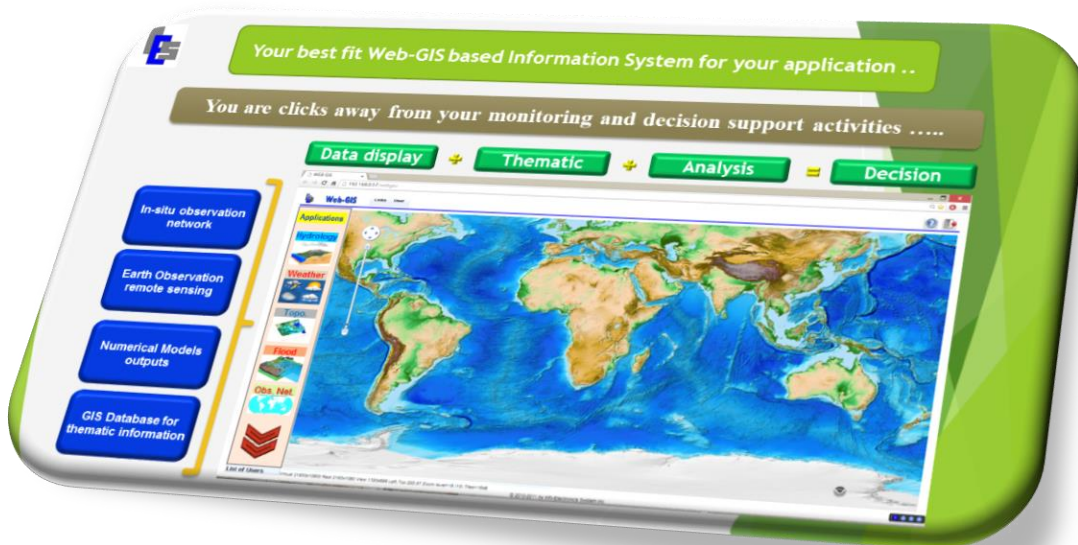 Your best fit Web-GIS based Information System for your application ..
You are clicks away from your monitoring and decision support activities .....
Data display + Thematic + Analysis = Decision
In-situ observation
network
Earth Observation
remote sensing
Numerical Models
outputs
GIS Database for
thematic information
WEB-GIS
Web-GIS
Applications
Hydrology
Weather
Topo.
Flood
Obs. Net.
List of Users